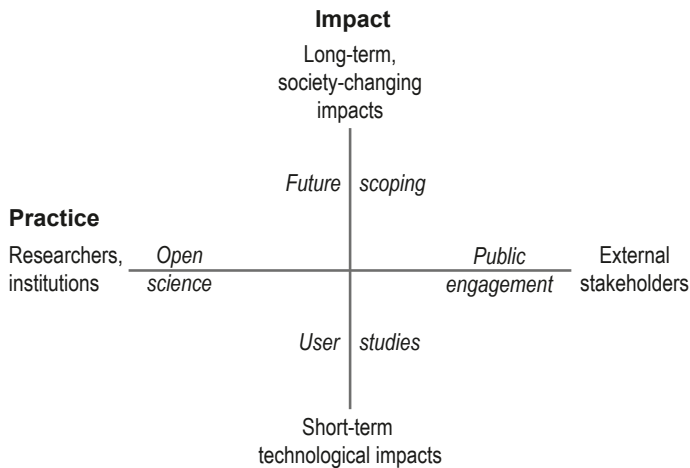 Impact
Long-term,
society-changing
impacts
Future scoping
Practice
Researchers,
institutions
Open
science
Public
engagement
External
stakeholders
User studies
Short-term
technological impacts